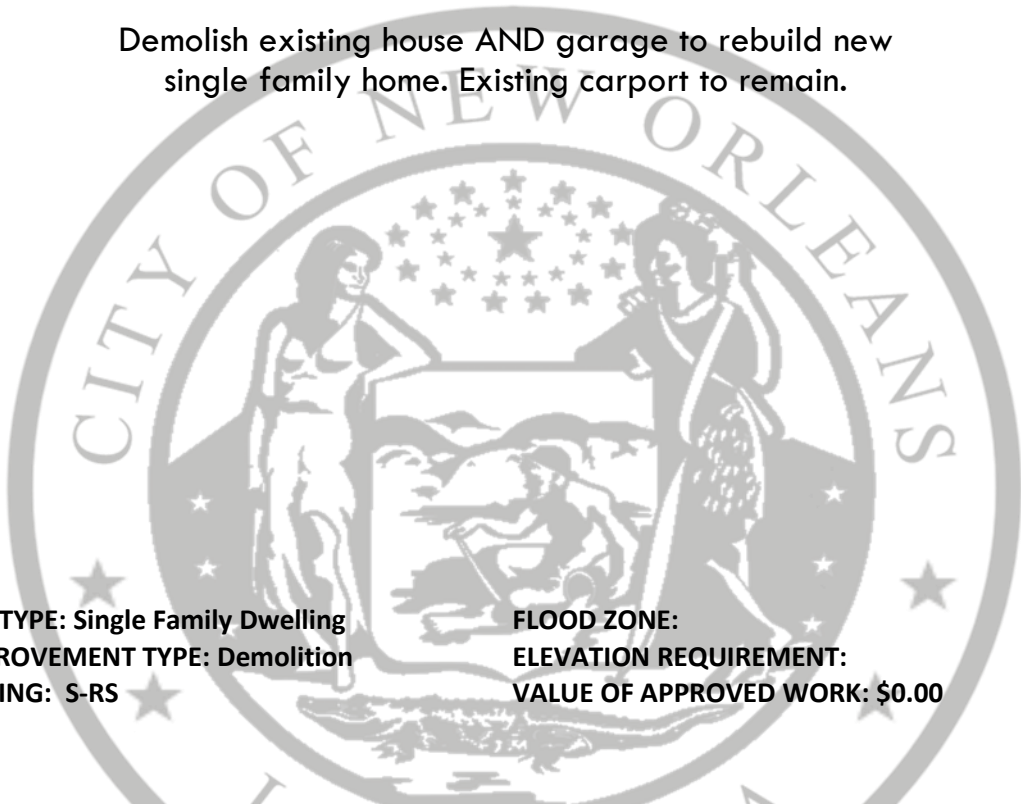 Demolish existing house AND garage to rebuild new
single family home. Existing carport to remain.
CITY OF NEW ORLEANS
TYPE: Single Family Dwelling
FLOOD ZONE:
ROVEMENT TYPE: Demolition
ELEVATION REQUIREMENT:
ING: S-RS
VALUE OF APPROVED WORK: $0.00